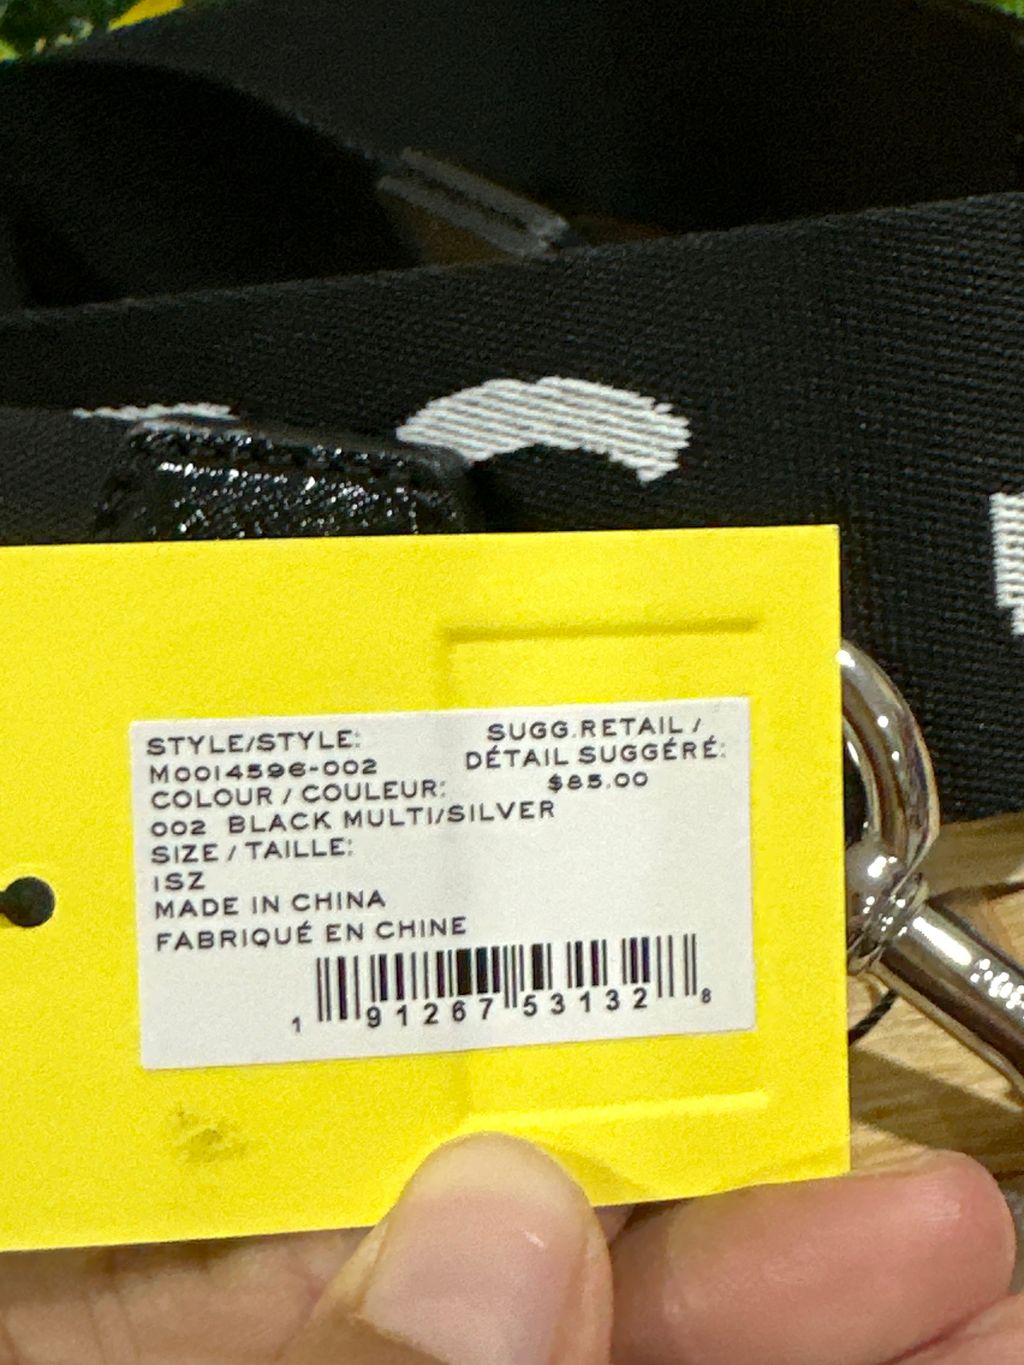 STYLE/STYLE:
M0014596-002
SUGG.RETAIL /
DÉTAIL SUGGÉRÉ:
$85.00
COLOUR / COULEUR:
002 BLACK MULTI/SILVER
SIZE / TAILLE:
1SZ
MADE IN CHINA
FABRIQUÉ EN CHINE
1 91267 53132 8